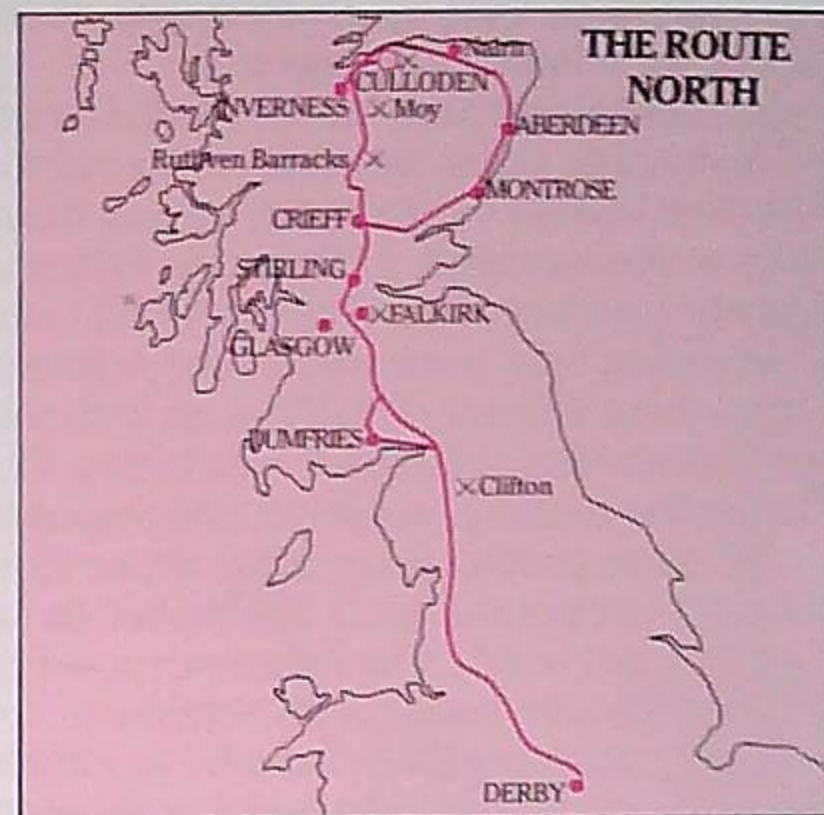 THE ROUTE
NORTH
Nairn
CULLODEN
INVERNESS
Moy
ABERDEEN
Ruthven Barracks
MONTROSE
CRIEFF
STIRLING
FALKIRK
GLASGOW
DUMFRIES
Clifton
DERBY